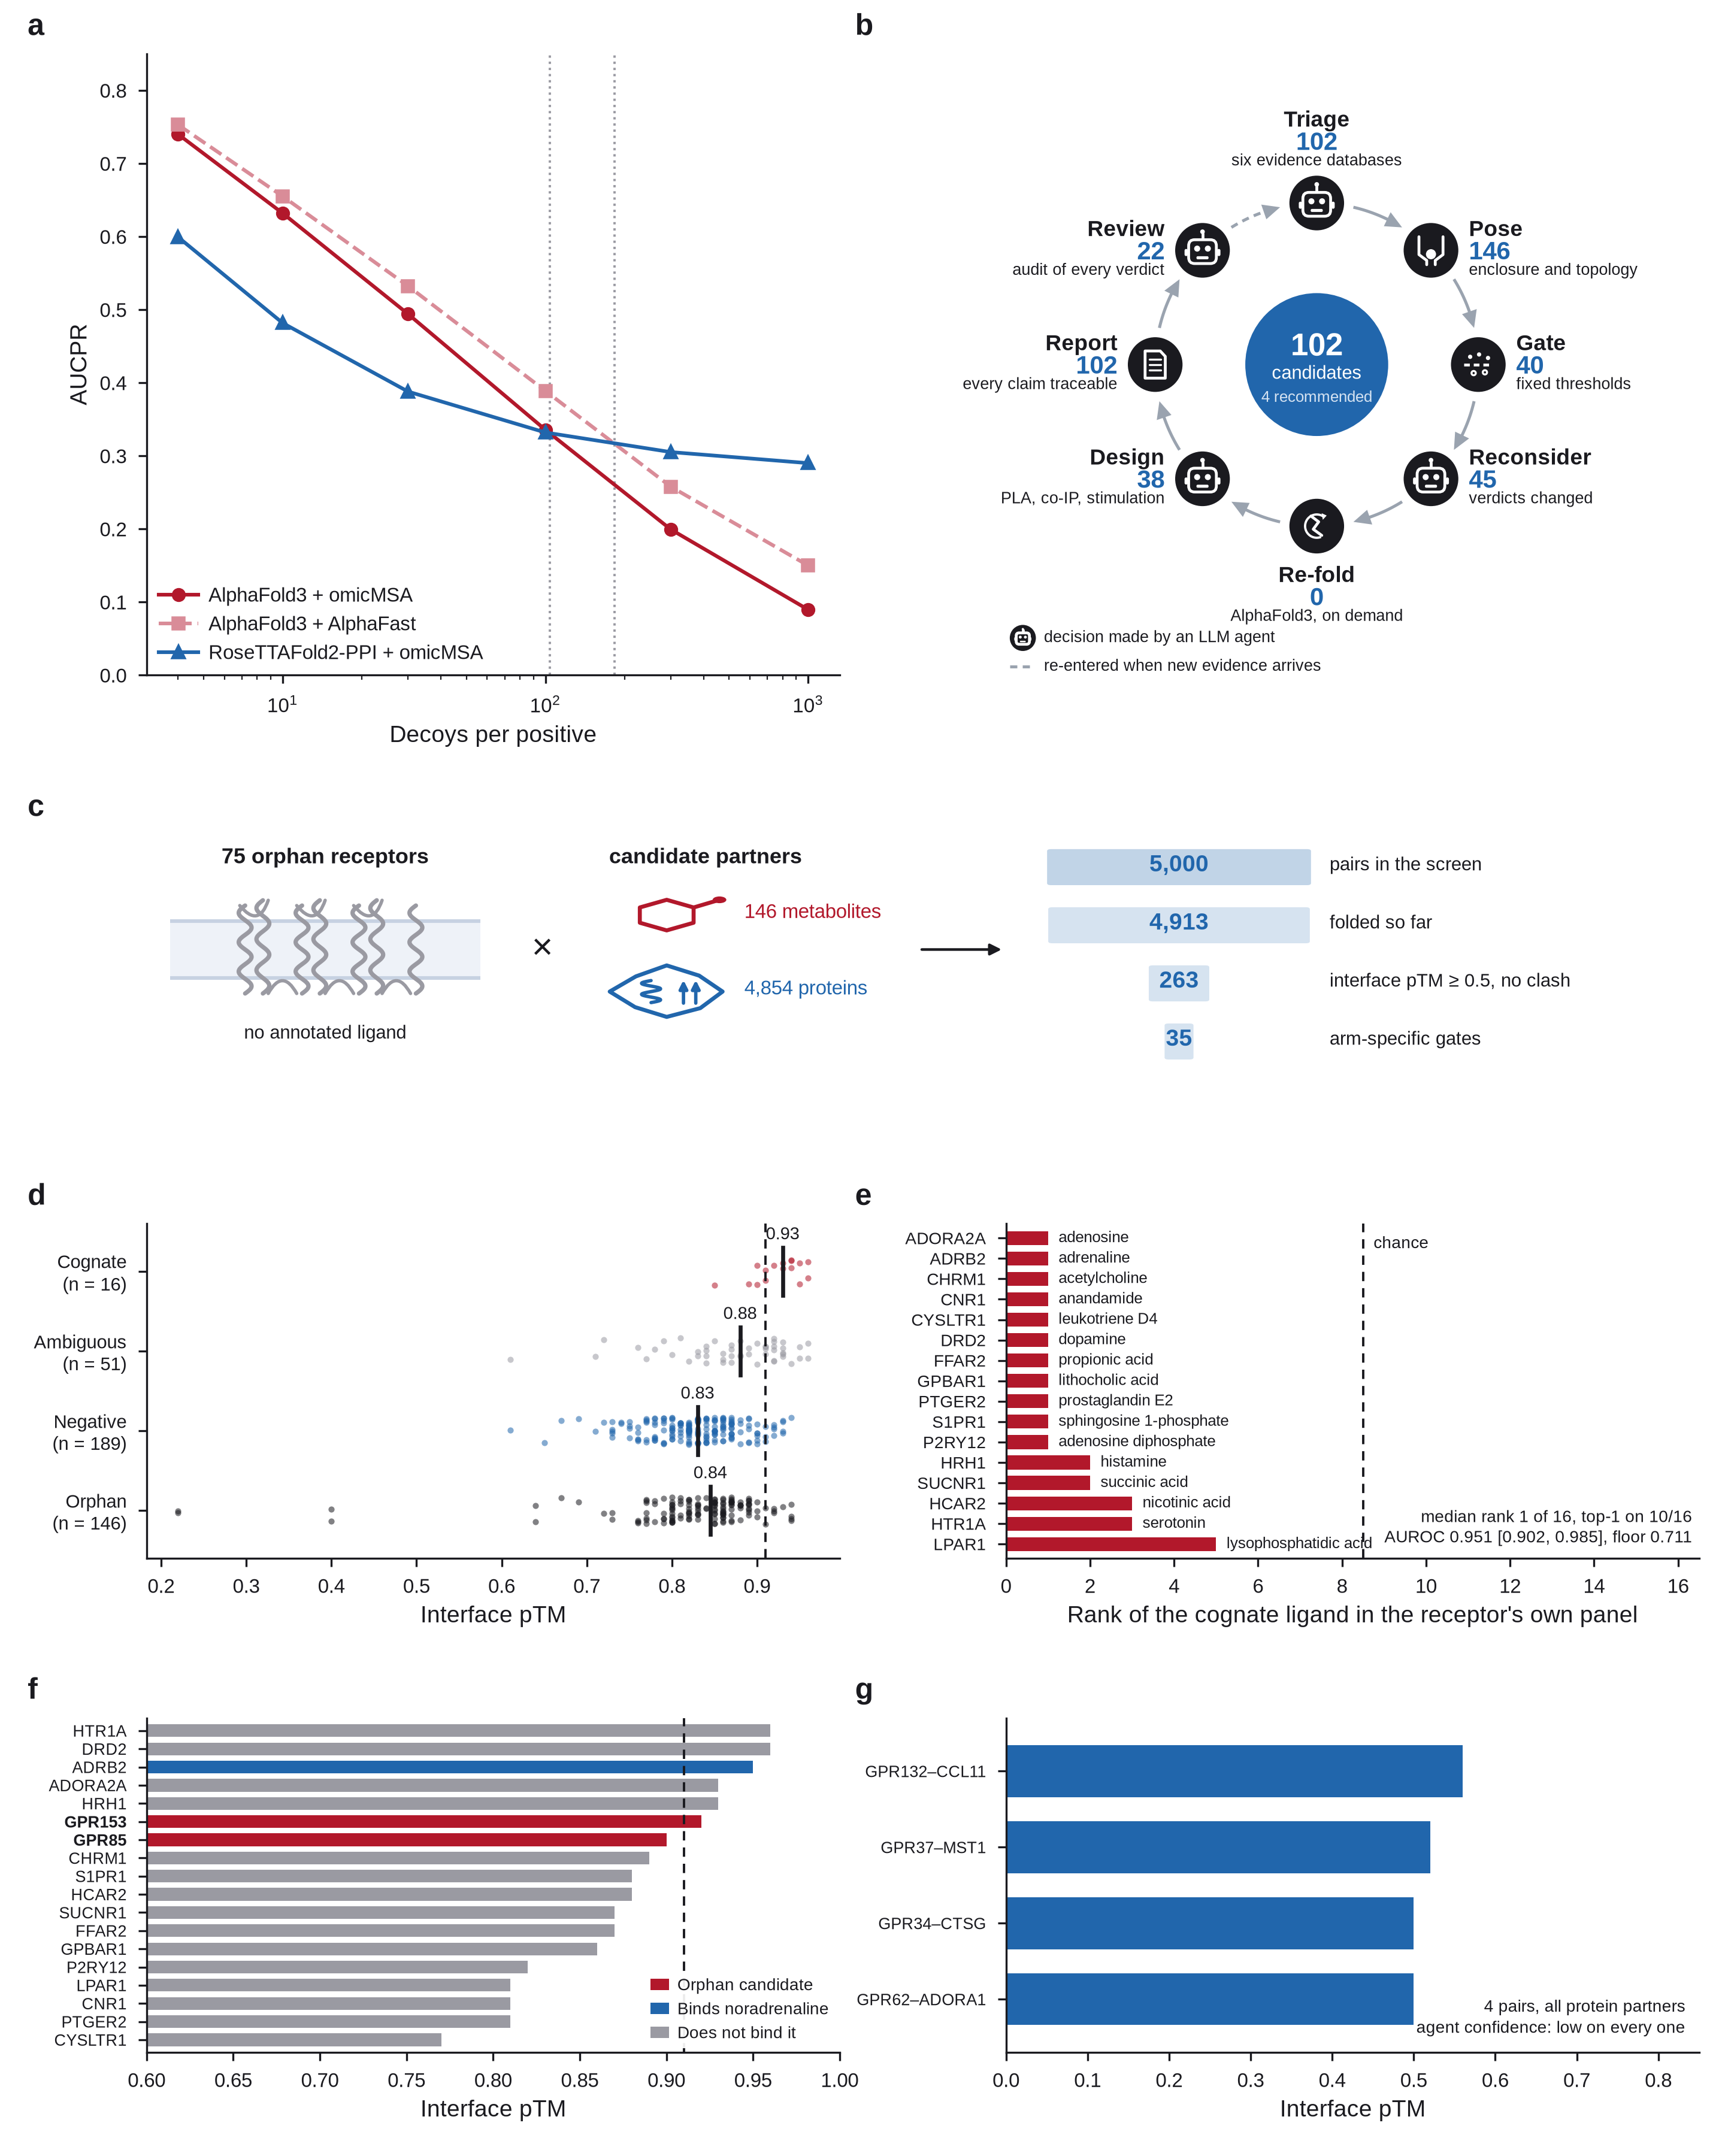 a
0.8
0.7
0.6
0.5
0.4
0.3
0.2
0.1
0.0
AUCPR
AlphaFold3 + omicMSA
AlphaFold3 + AlphaFast
RoseTTAFold2-PPI + omicMSA
10¹
10²
10³
Decoys per positive
b
Triage
102
six evidence databases
Pose
146
enclosure and topology
Gate
40
fixed thresholds
Reconsider
45
verdicts changed
Re-fold
0
AlphaFold3, on demand
Design
38
PLA, co-IP, stimulation
Report
102
every claim traceable
Review
22
audit of every verdict
102
candidates
4 recommended
decision made by an LLM agent
re-entered when new evidence arrives
c
75 orphan receptors
no annotated ligand
×
candidate partners
146 metabolites
4,854 proteins
5,000
pairs in the screen
4,913
folded so far
263
interface pTM ≥ 0.5, no clash
35
arm-specific gates
d
Cognate
(n = 16)
0.93
Ambiguous
(n = 51)
0.88
Negative
(n = 189)
0.83
Orphan
(n = 146)
0.84
0.2
0.3
0.4
0.5
0.6
0.7
0.8
0.9
Interface pTM
e
ADORA2A
adenosine
ADRB2
adrenaline
CHRM1
acetylcholine
CNR1
anandamide
CYSLTR1
leukotriene D4
DRD2
dopamine
FFAR2
propionic acid
GPBAR1
lithocholic acid
PTGER2
prostaglandin E2
S1PR1
sphingosine 1-phosphate
P2RY12
adenosine diphosphate
HRH1
histamine
SUCNR1
succinic acid
HCAR2
nicotinic acid
HTR1A
serotonin
LPAR1
lysophosphatidic acid
chance
median rank 1 of 16, top-1 on 10/16
AUROC 0.951 [0.902, 0.985], floor 0.711
0
2
4
6
8
10
12
14
16
Rank of the cognate ligand in the receptor's own panel
f
HTR1A
DRD2
ADRB2
ADORA2A
HRH1
GPR153
GPR85
CHRM1
S1PR1
HCAR2
SUCNR1
FFAR2
GPBAR1
P2RY12
LPAR1
CNR1
PTGER2
CYSLTR1
Orphan candidate
Binds noradrenaline
Does not bind it
0.60
0.65
0.70
0.75
0.80
0.85
0.90
0.95
1.00
Interface pTM
g
GPR132–CCL11
GPR37–MST1
GPR34–CTSG
GPR62–ADORA1
4 pairs, all protein partners
agent confidence: low on every one
0.0
0.1
0.2
0.3
0.4
0.5
0.6
0.7
0.8
Interface pTM